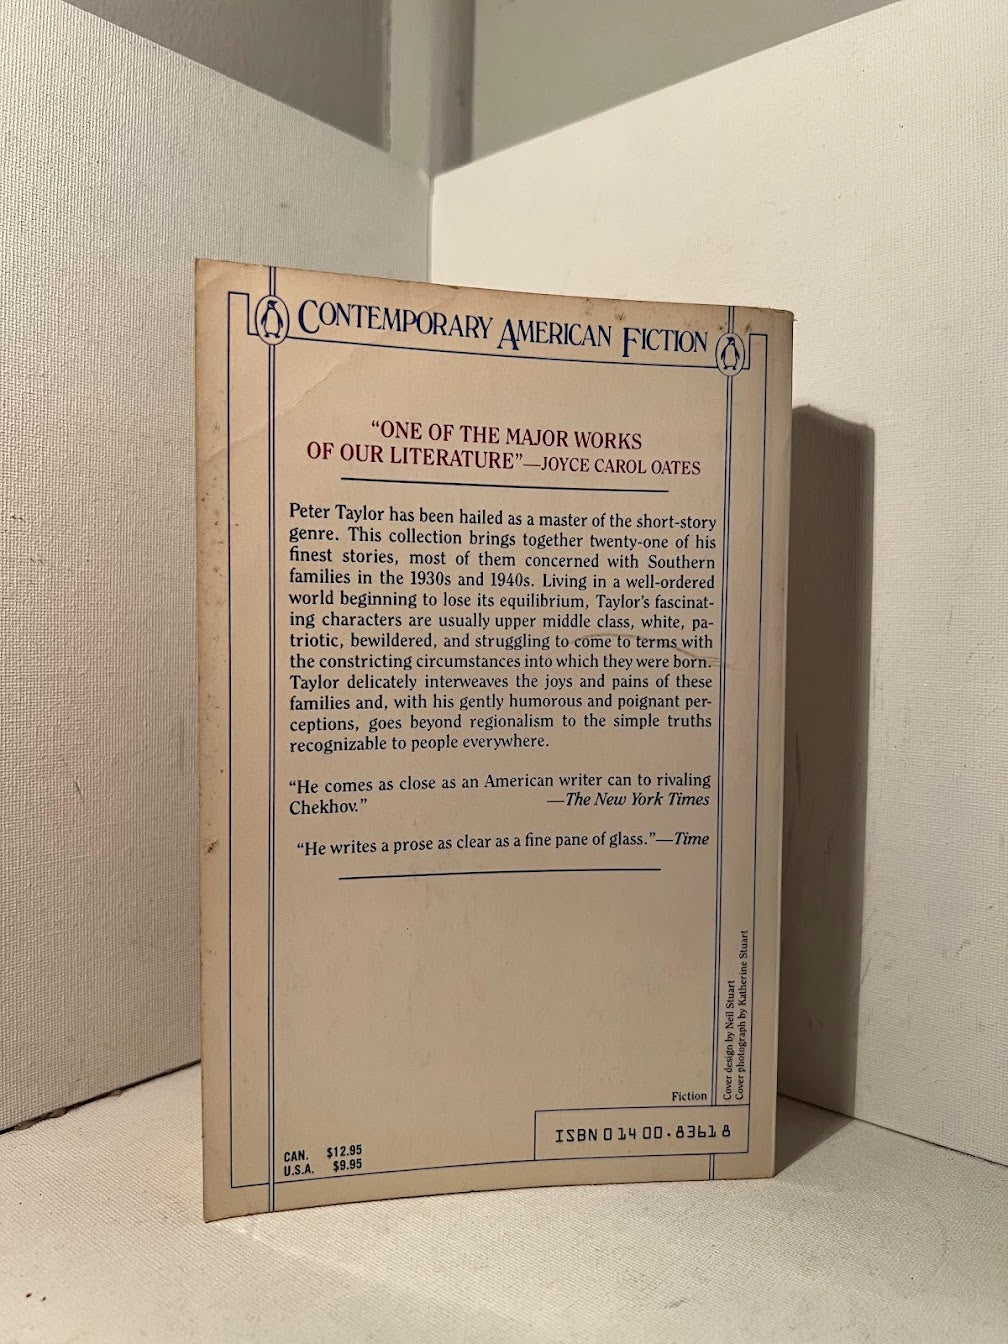 CONTEMPORARY AMERICAN FICTION
“ONE OF THE MAJOR WORKS
OF OUR LITERATURE”—JOYCE CAROL OATES
Peter Taylor has been hailed as a master of the short-story
genre. This collection brings together twenty-one of his
finest stories, most of them concerned with Southern
families in the 1930s and 1940s. Living in a well-ordered
world beginning to lose its equilibrium, Taylor’s fascinat-
ing characters are usually upper middle class, white, pa-
triotic, bewildered, and struggling to come to terms with
the constricting circumstances into which they were born.
Taylor delicately interweaves the joys and pains of these
families and, with his gently humorous and poignant per-
ceptions, goes beyond regionalism to the simple truths
recognizable to people everywhere.
“He comes as close as an American writer can to rivaling
Chekhov.” —The New York Times
“He writes a prose as clear as a fine pane of glass.”—Time
Cover design by Neil Stuart
Cover photograph by Katherine Stuart
Fiction
ISBN 0 14 00.8361 8
CAN. $12.95
U.S.A. $9.95